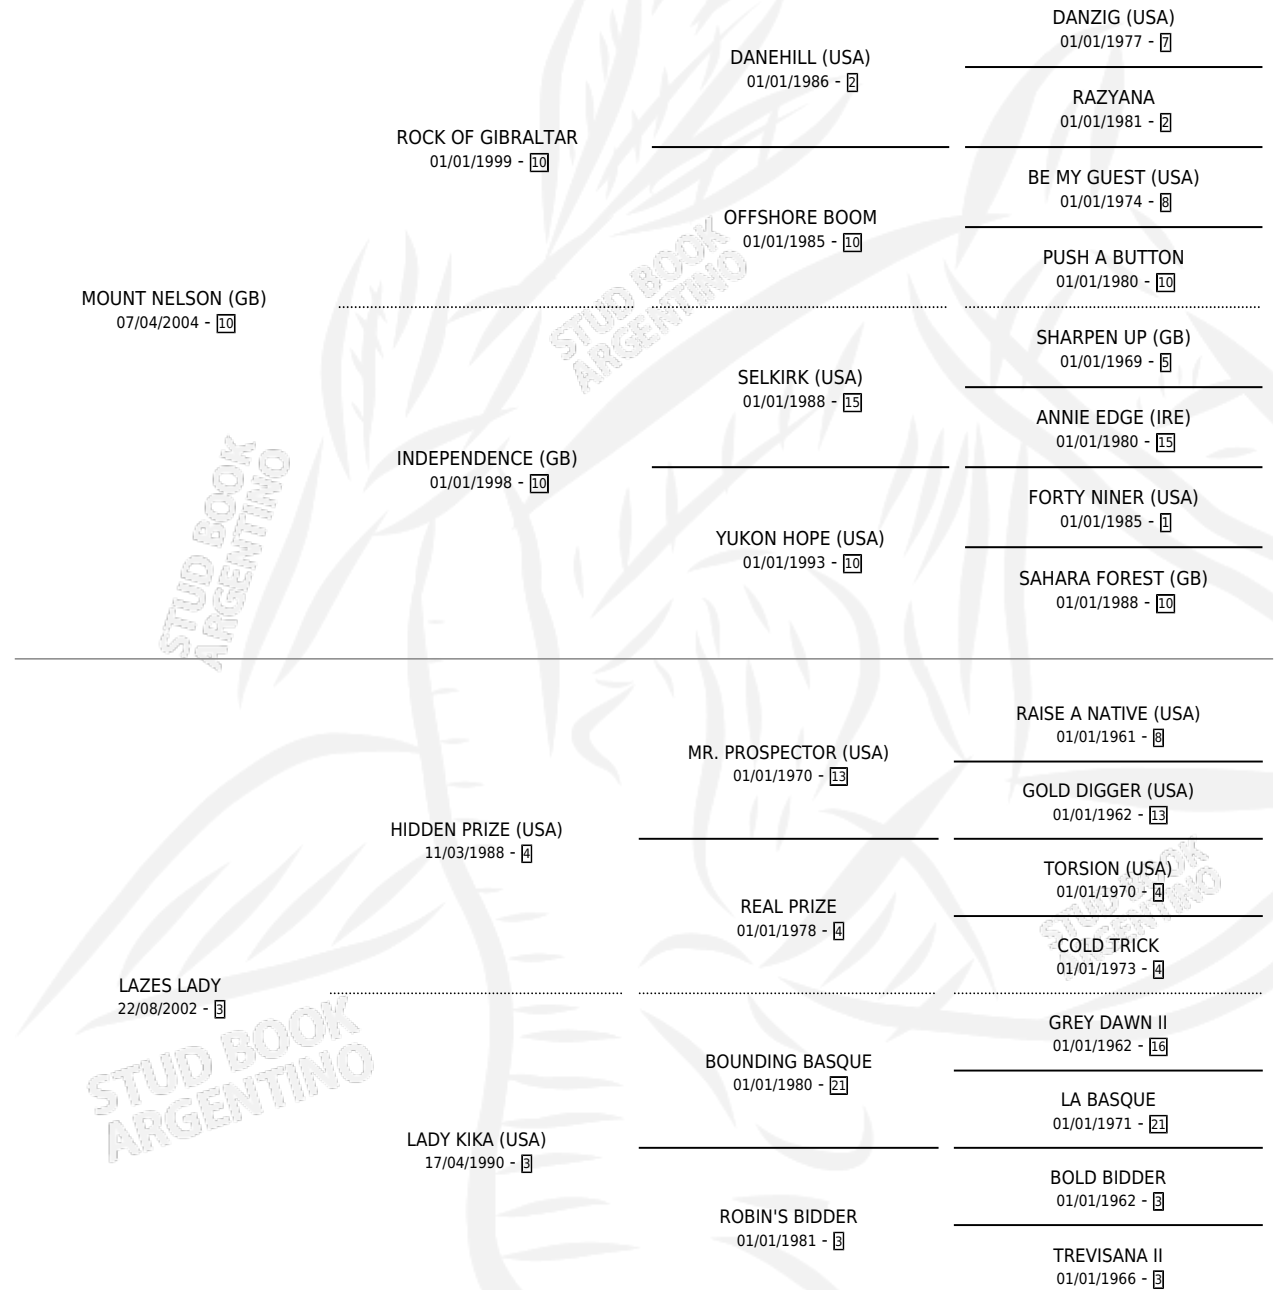 DANZIG (USA)
01/01/1977 - 7
DANEHILL (USA)
01/01/1986 - 2
RAZYANA
01/01/1981 - 2
ROCK OF GIBRALTAR
01/01/1999 - 10
BE MY GUEST (USA)
01/01/1974 - 8
OFFSHORE BOOM
01/01/1985 - 10
PUSH A BUTTON
01/01/1980 - 10
MOUNT NELSON (GB)
07/04/2004 - 10
STUD BOOK
ARGENTINO
SHARPEN UP (GB)
01/01/1969 - 5
SELKIRK (USA)
01/01/1988 - 15
ANNIE EDGE (IRE)
01/01/1980 - 15
INDEPENDENCE (GB)
01/01/1998 - 10
FORTY NINER (USA)
01/01/1985 - 1
YUKON HOPE (USA)
01/01/1993 - 10
SAHARA FOREST (GB)
01/01/1988 - 10
STUD BOOK
ARGENTINO
RAISE A NATIVE (USA)
01/01/1961 - 8
MR. PROSPECTOR (USA)
01/01/1970 - 13
GOLD DIGGER (USA)
01/01/1962 - 13
HIDDEN PRIZE (USA)
11/03/1988 - 4
TORSION (USA)
01/01/1970 - 4
REAL PRIZE
01/01/1978 - 4
STUD BOOK
ARGENTINO
COLD TRICK
01/01/1973 - 4
LAZES LADY
22/08/2002 - 3
GREY DAWN II
01/01/1962 - 16
BOUNDING BASQUE
01/01/1980 - 21
STUD BOOK
ARGENTINO
LA BASQUE
01/01/1971 - 21
LADY KIKA (USA)
17/04/1990 - 3
BOLD BIDDER
01/01/1962 - 3
ROBIN'S BIDDER
01/01/1981 - 3
TREVISANA II
01/01/1966 - 3